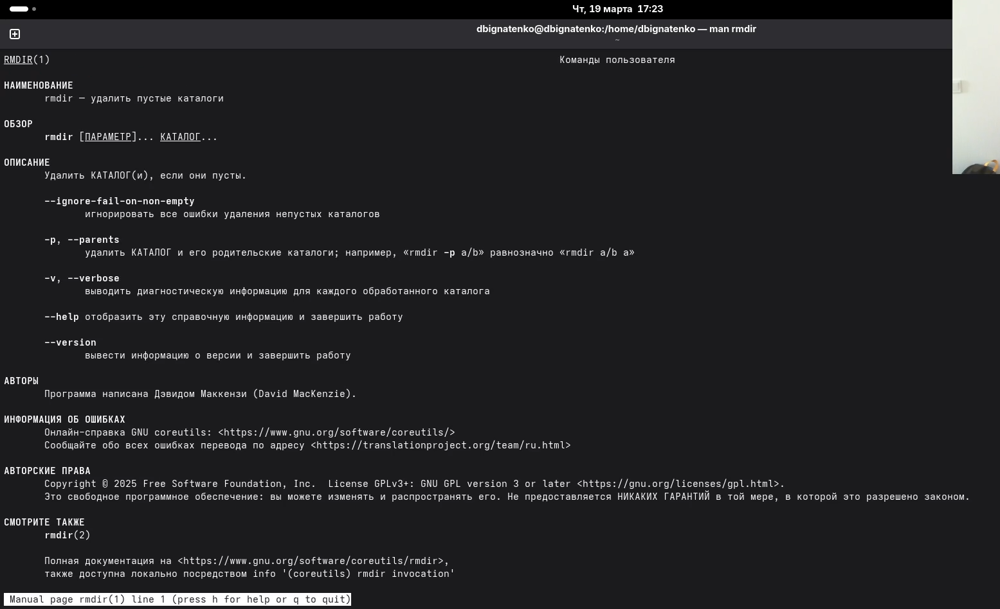 Чт, 19 марта 17:23
dbignatenko@dbignatenko:/home/dbignatenko — man rmdir
~
RMDIR(1) Команды пользователя
НАИМЕНОВАНИЕ
rmdir — удалить пустые каталоги
ОБЗОР
rmdir [ПАРАМЕТР]... КАТАЛОГ...
ОПИСАНИЕ
Удалить КАТАЛОГ(и), если они пусты.
--ignore-fail-on-non-empty
игнорировать все ошибки удаления непустых каталогов
-p, --parents
удалить КАТАЛОГ и его родительские каталоги; например, «rmdir -p a/b» равнозначно «rmdir a/b a»
-v, --verbose
выводить диагностическую информацию для каждого обработанного каталога
--help отобразить эту справочную информацию и завершить работу
--version
вывести информацию о версии и завершить работу
АВТОРЫ
Программа написана Дэвидом Маккензи (David MacKenzie).
ИНФОРМАЦИЯ ОБ ОШИБКАХ
Онлайн-справка GNU coreutils: <https://www.gnu.org/software/coreutils/>
Сообщайте обо всех ошибках перевода по адресу <https://translationproject.org/team/ru.html>
АВТОРСКИЕ ПРАВА
Copyright © 2025 Free Software Foundation, Inc.  License GPLv3+: GNU GPL version 3 or later <https://gnu.org/licenses/gpl.html>.
Это свободное программное обеспечение: вы можете изменять и распространять его. Не предоставляется НИКАКИХ ГАРАНТИЙ в той мере, в которой это разрешено законом.
СМОТРИТЕ ТАКЖЕ
rmdir(2)
Полная документация на <https://www.gnu.org/software/coreutils/rmdir>,
также доступна локально посредством info '(coreutils) rmdir invocation'
Manual page rmdir(1) line 1 (press h for help or q to quit)